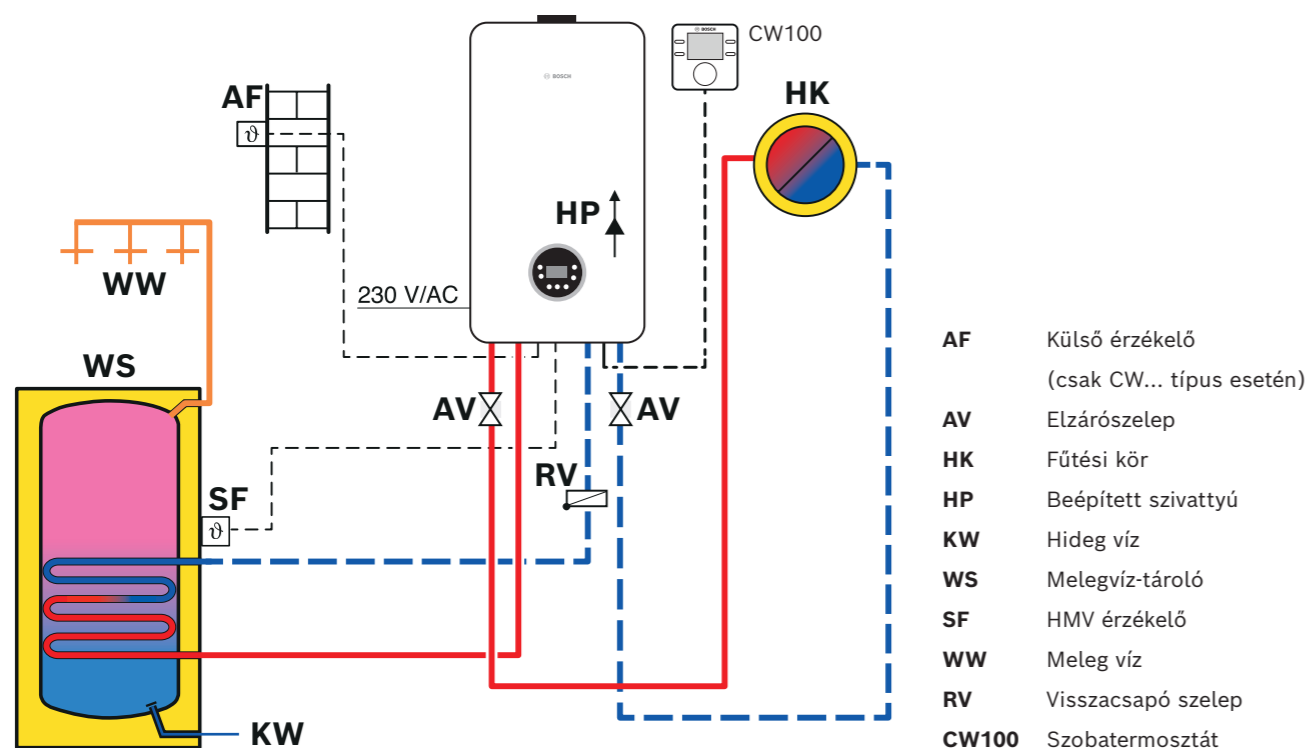 BOSCH
BOSCH
CW100
AF
ϑ
HK
HP
WW
230 V/AC
WS
AV
AV
RV
SF
ϑ
KW
AF Külső érzékelő
(csak CW... típus esetén)
AV Elzárószelep
HK Fűtési kör
HP Beépített szivattyú
KW Hideg víz
WS Melegvíz-tároló
SF HMV érzékelő
WW Meleg víz
RV Visszacsapó szelep
CW100 Szobatermosztát